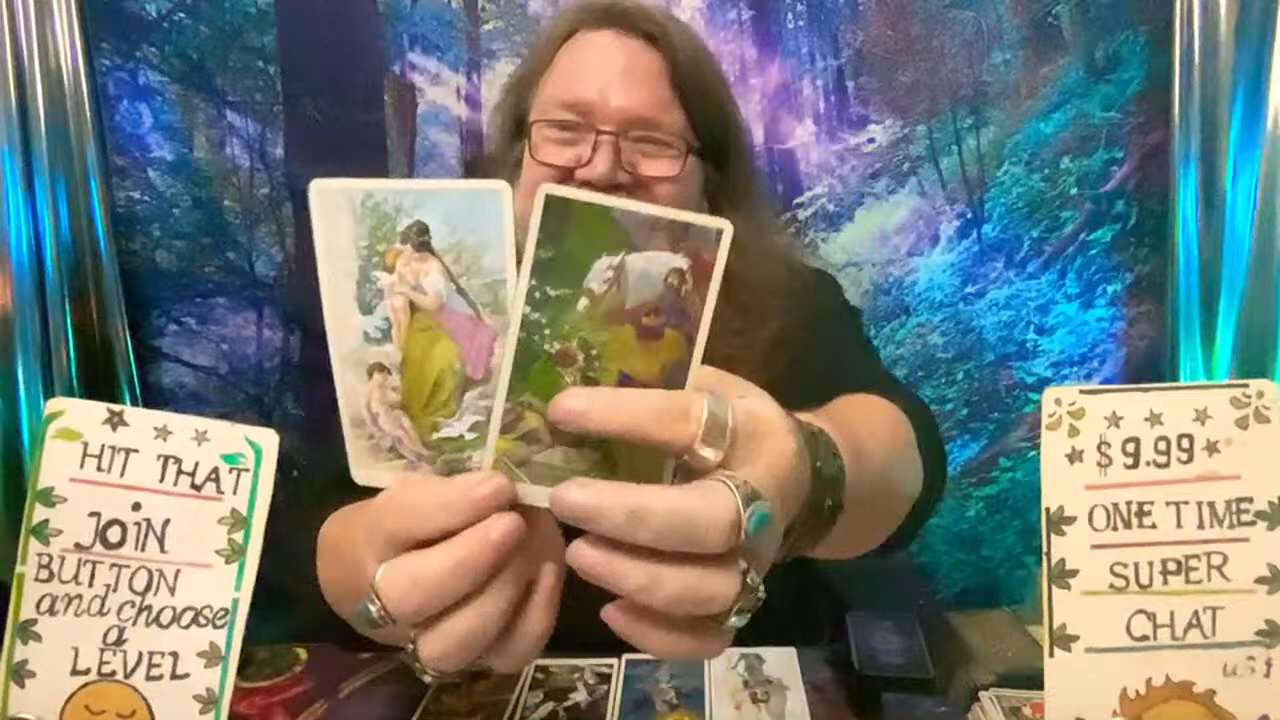 HIT THAT
JOiN
BUTTON
and choose
a
LEVEL
$9.99
ONE TIME
SUPER
CHAT